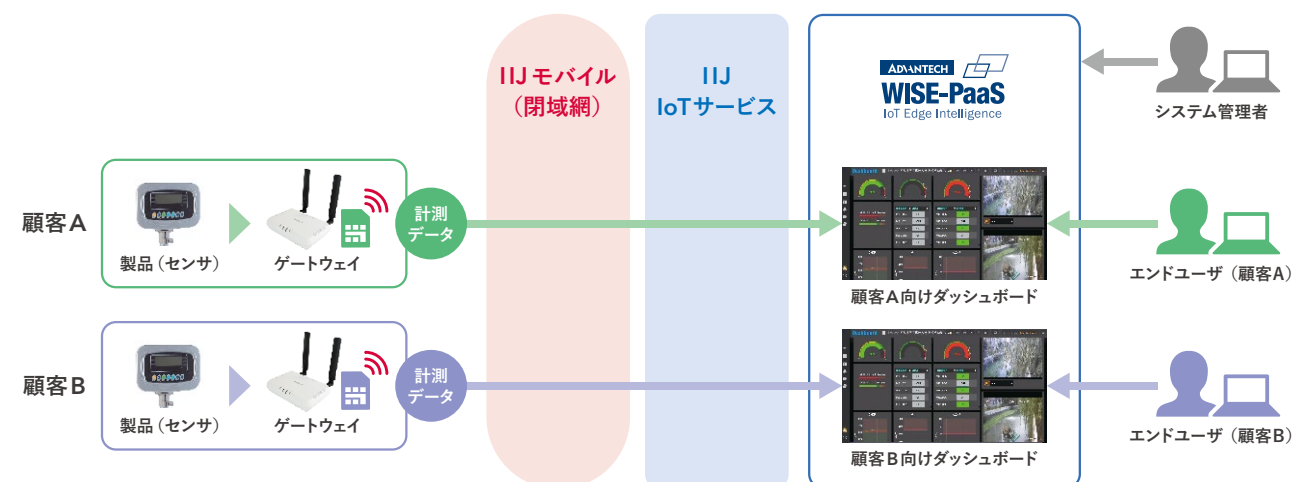 IIJモバイル
(閉域網)
IIJ
IoTサービス
ADVANTECH
WISE-PaaS
IoT Edge Intelligence
システム管理者
顧客A
製品(センサ)
ゲートウェイ
計測
データ
顧客A向けダッシュボード
エンドユーザ(顧客A)
顧客B
製品(センサ)
ゲートウェイ
計測
データ
顧客B向けダッシュボード
エンドユーザ(顧客B)